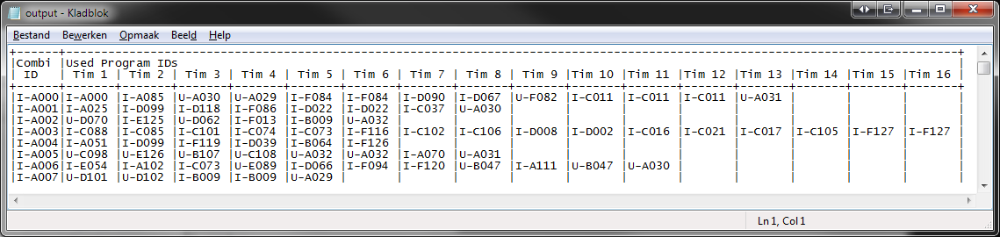 output - Kladblok
Bestand Bewerken Opmaak Beeld Help
+------+-------------------------------------------------------------------------------------------------------------------------------+
|Combi |Used Program IDs |
| ID | Tim 1 | Tim 2 | Tim 3 | Tim 4 | Tim 5 | Tim 6 | Tim 7 | Tim 8 | Tim 9 | Tim 10 | Tim 11 | Tim 12 | Tim 13 | Tim 14 | Tim 15 | Tim 16 |
+------+-------+-------+-------+-------+-------+-------+-------+-------+-------+-------+-------+-------+-------+-------+-------+-------+
|I-A000|I-A000 |I-A085 |U-A030 |U-A029 |I-F084 |I-F084 |I-D090 |I-D067 |U-F082 |I-C011 |I-C011 |I-C011 |U-A031 | | | |
|I-A001|I-A025 |I-D099 |I-D118 |I-F086 |I-D022 |I-D022 |I-C037 |U-A030 | | | | | | | | |
|I-A002|U-D070 |I-E125 |U-D062 |I-F013 |I-B009 |U-A032 | | | | | | | | | | |
|I-A003|I-C088 |I-C085 |I-C101 |I-C074 |I-C073 |I-F116 |I-C102 |I-C106 |I-D008 |I-D002 |I-C016 |I-C021 |I-C017 |I-C105 |I-F127 |I-F127 |
|I-A004|I-A051 |I-D099 |I-F119 |I-D039 |I-B064 |I-F126 | | | | | | | | | | |
|I-A005|U-C098 |U-E126 |U-B107 |U-C108 |U-A032 |U-A032 |I-A070 |U-A031 | | | | | | | | |
|I-A006|I-E054 |I-A102 |I-C073 |U-E089 |I-D066 |I-F094 |I-F120 |U-B047 |I-A111 |U-B047 |U-A030 | | | | | |
|I-A007|U-D101 |U-D102 |I-B009 |I-B009 |U-A029 | | | | | | | | | | | |
Ln 1, Col 1